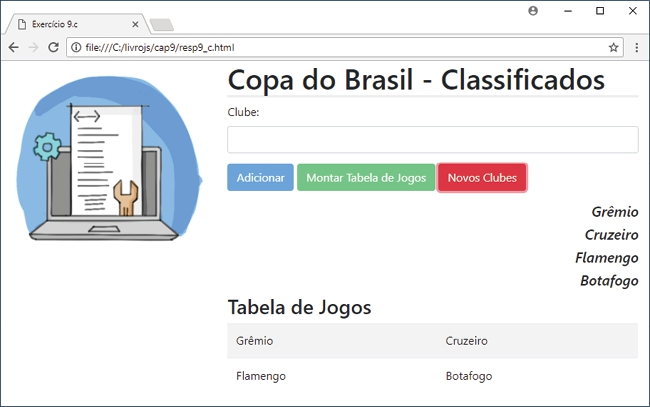 Exercício 9.c
file:///C:/livrojs/cap9/resp9_c.html
Copa do Brasil - Classificados
Clube:
Adicionar Montar Tabela de Jogos Novos Clubes
Grêmio
Cruzeiro
Flamengo
Botafogo
Tabela de Jogos
Grêmio Cruzeiro
Flamengo Botafogo